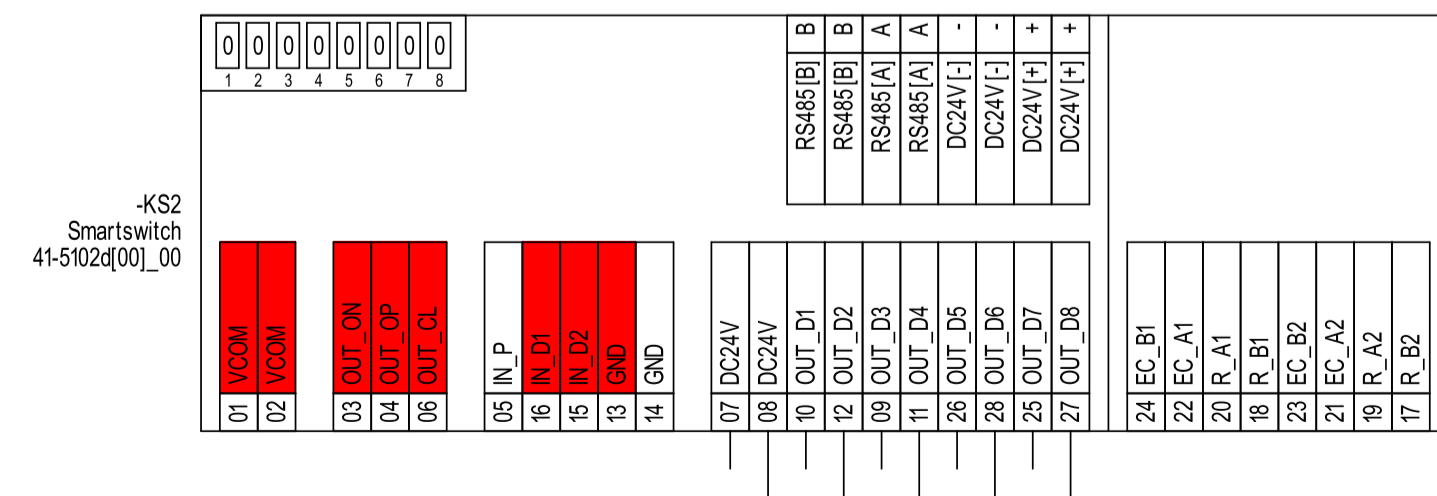 0 0 0 0 0 0 0 0
1 2 3 4 5 6 7 8
B B A A - - + +
RS485[B] RS485[B] RS485[A] RS485[A] DC24V[-] DC24V[-] DC24V[+] DC24V[+]
-KS2
Smartswitch
41-5102d[00]_00
VCOM VCOM OUT_ON OUT_OP OUT_CL IN_P IN_D1 IN_D2 GND GND DC24V DC24V OUT_D1 OUT_D2 OUT_D3 OUT_D4 OUT_D5 OUT_D6 OUT_D7 OUT_D8 EC_B1 EC_A1 R_A1 R_B1 EC_B2 EC_A2 R_A2 R_B2
01 02 03 04 06 05 16 15 13 14 07 08 10 12 09 11 26 28 25 27 24 22 20 18 23 21 19 17